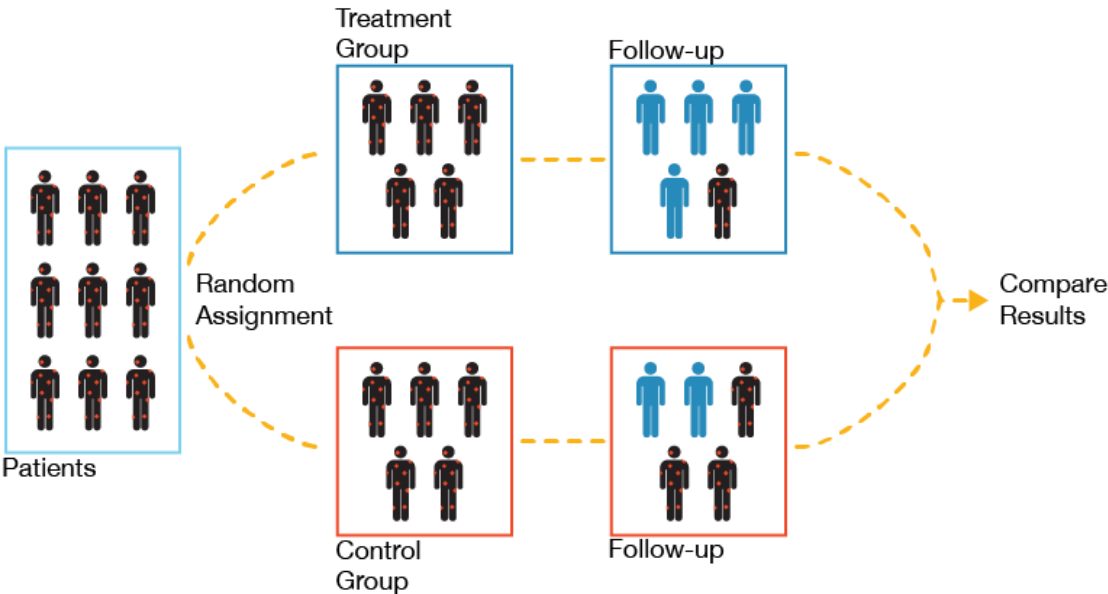 Patients
Random
Assignment
Treatment
Group
Follow-up
Control
Group
Follow-up
Compare
Results